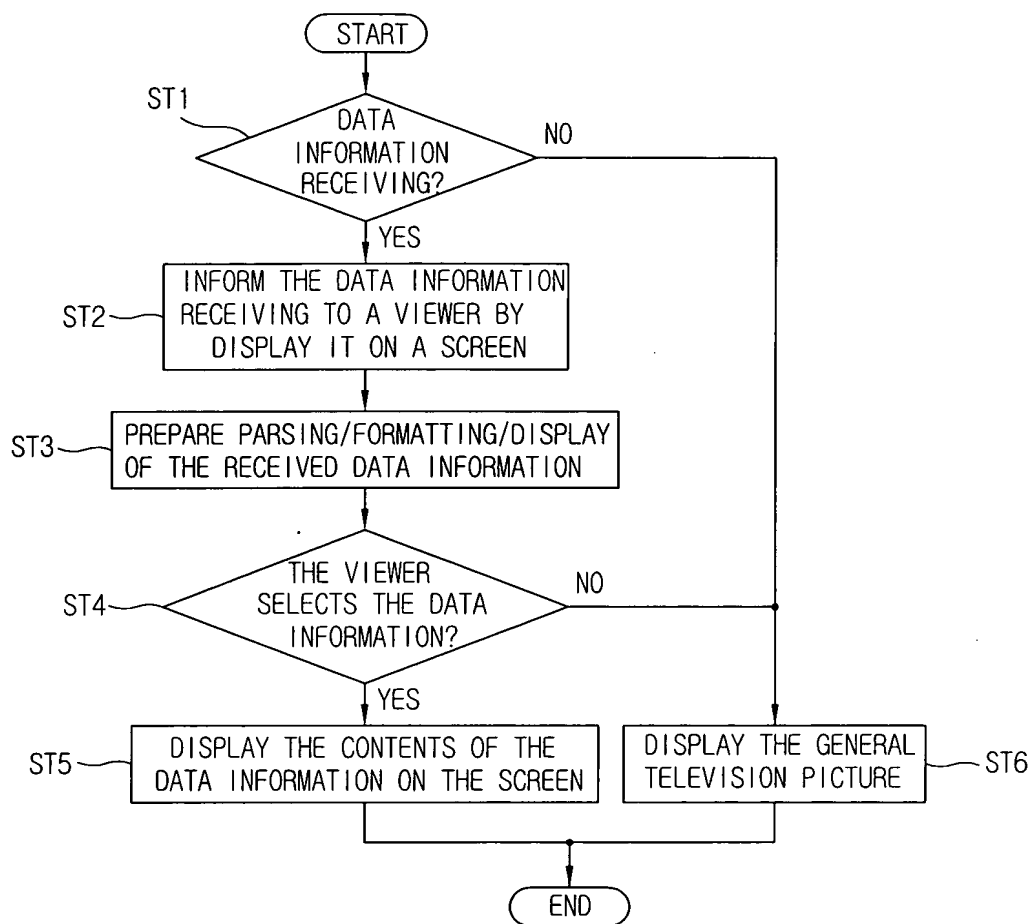 START
ST1
DATA
INFORMATION
RECEIVING?
NO
YES
ST2
INFORM THE DATA INFORMATION
RECEIVING TO A VIEWER BY
DISPLAY IT ON A SCREEN
ST3
PREPARE PARSING/FORMATTING/DISPLAY
OF THE RECEIVED DATA INFORMATION
ST4
THE VIEWER
SELECTS THE DATA
INFORMATION?
NO
YES
ST5
DISPLAY THE CONTENTS OF THE
DATA INFORMATION ON THE SCREEN
DISPLAY THE GENERAL
TELEVISION PICTURE
ST6
END